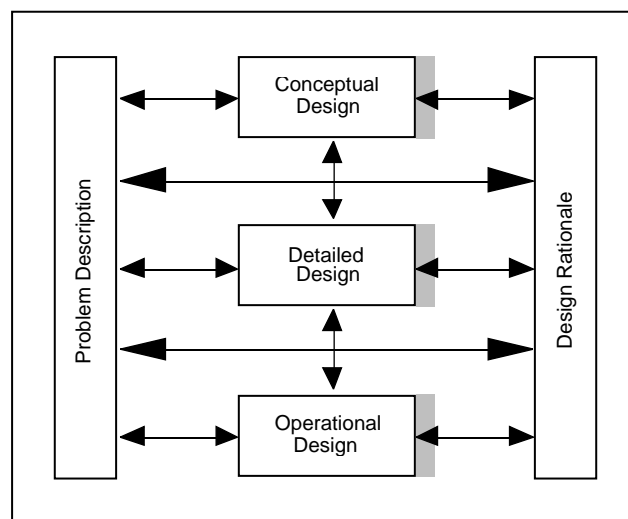 Problem Description
Conceptual
Design
Detailed
Design
Operational
Design
Design Rationale